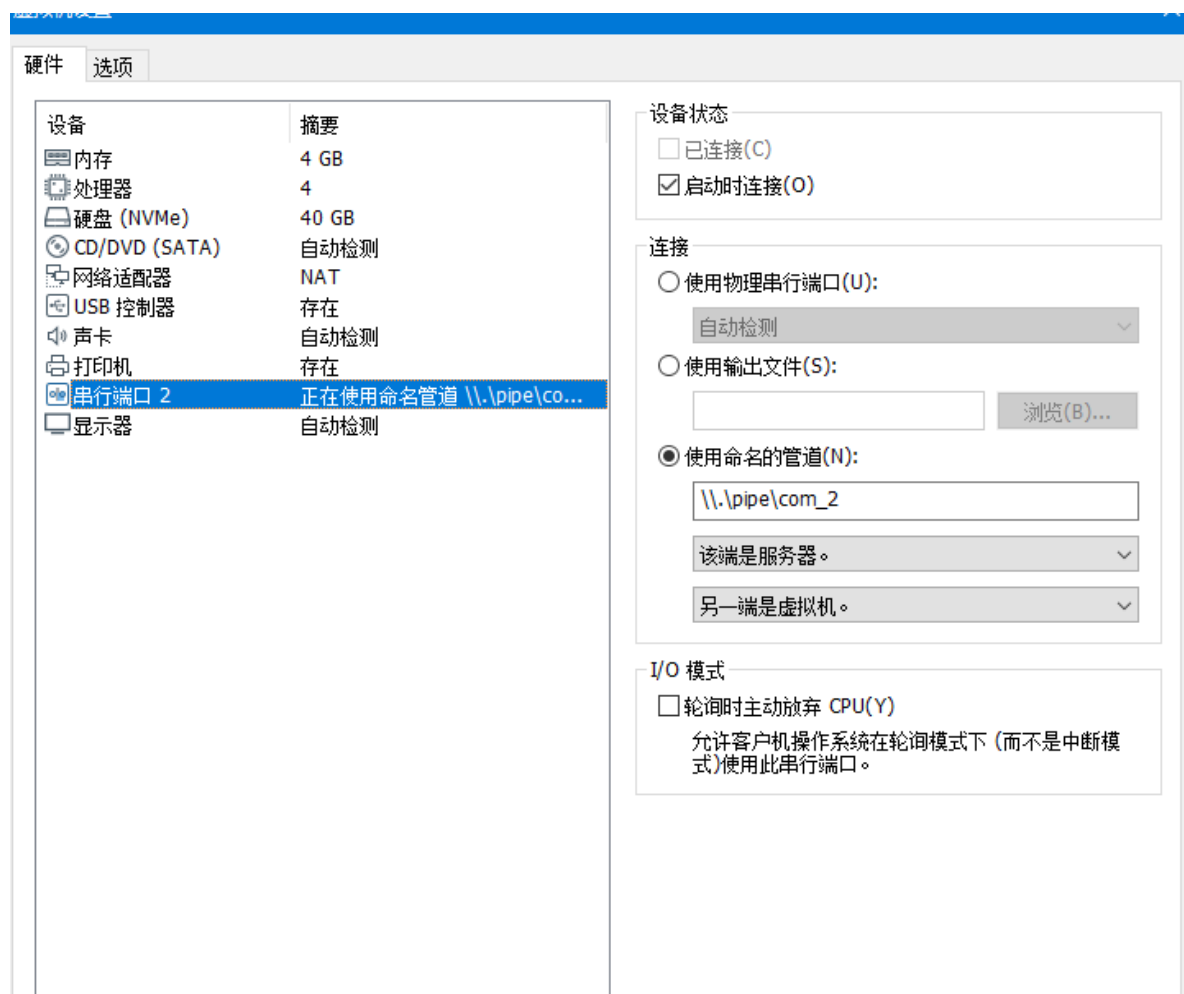 硬件
选项
设备 摘要
内存 4 GB
处理器 4
硬盘 (NVMe) 40 GB
CD/DVD (SATA) 自动检测
网络适配器 NAT
USB 控制器 存在
声卡 自动检测
打印机 存在
串行端口 2 正在使用命名管道 \\.\pipe\co...
显示器 自动检测
设备状态
已连接(C)
启动时连接(O)
连接
使用物理串行端口(U):
自动检测
使用输出文件(S):
浏览(B)...
使用命名的管道(N):
\\.\pipe\com_2
该端是服务器。
另一端是虚拟机。
I/O 模式
轮询时主动放弃 CPU(Y)
允许客户机操作系统在轮询模式下 (而不是中断模
式)使用此串行端口。